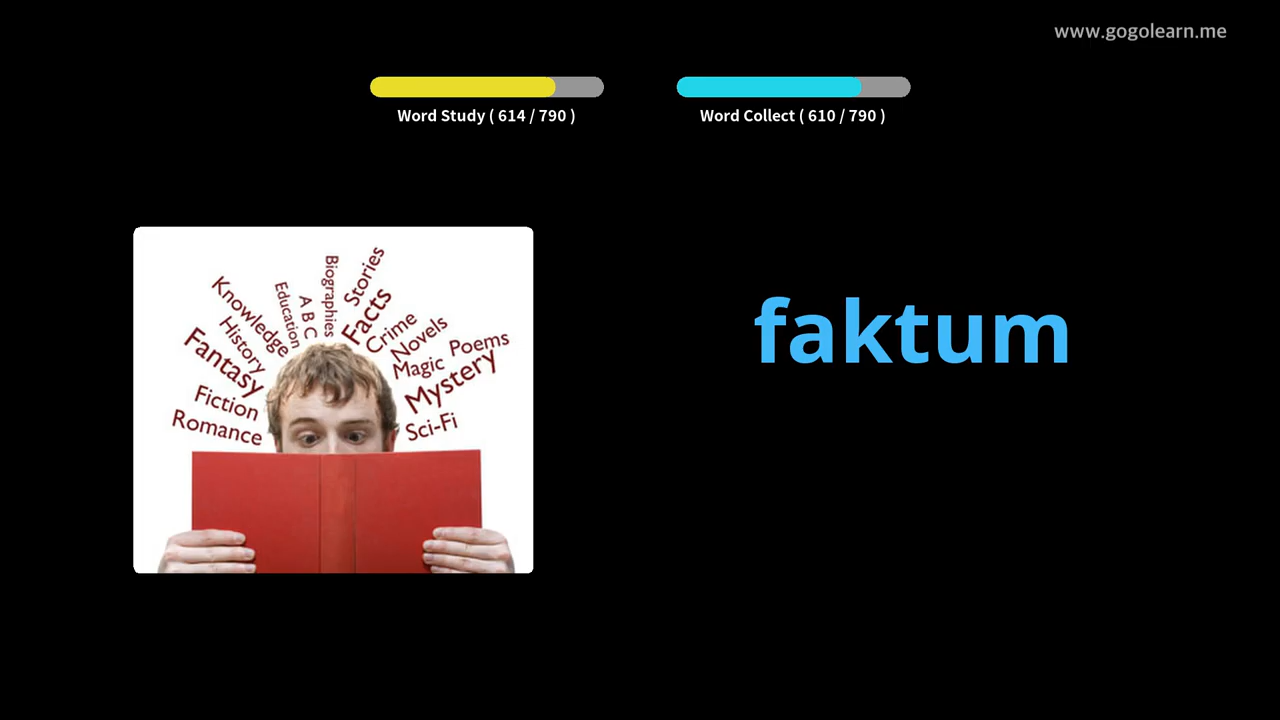 www.gogolearn.me
Word Study ( 614 / 790 )
Word Collect ( 610 / 790 )
Knowledge
Education
A B C
Biographies
Stories
Facts
Crime
Novels
Poems
History
Magic
Fantasy
Mystery
Fiction
Romance
Sci-Fi
faktum